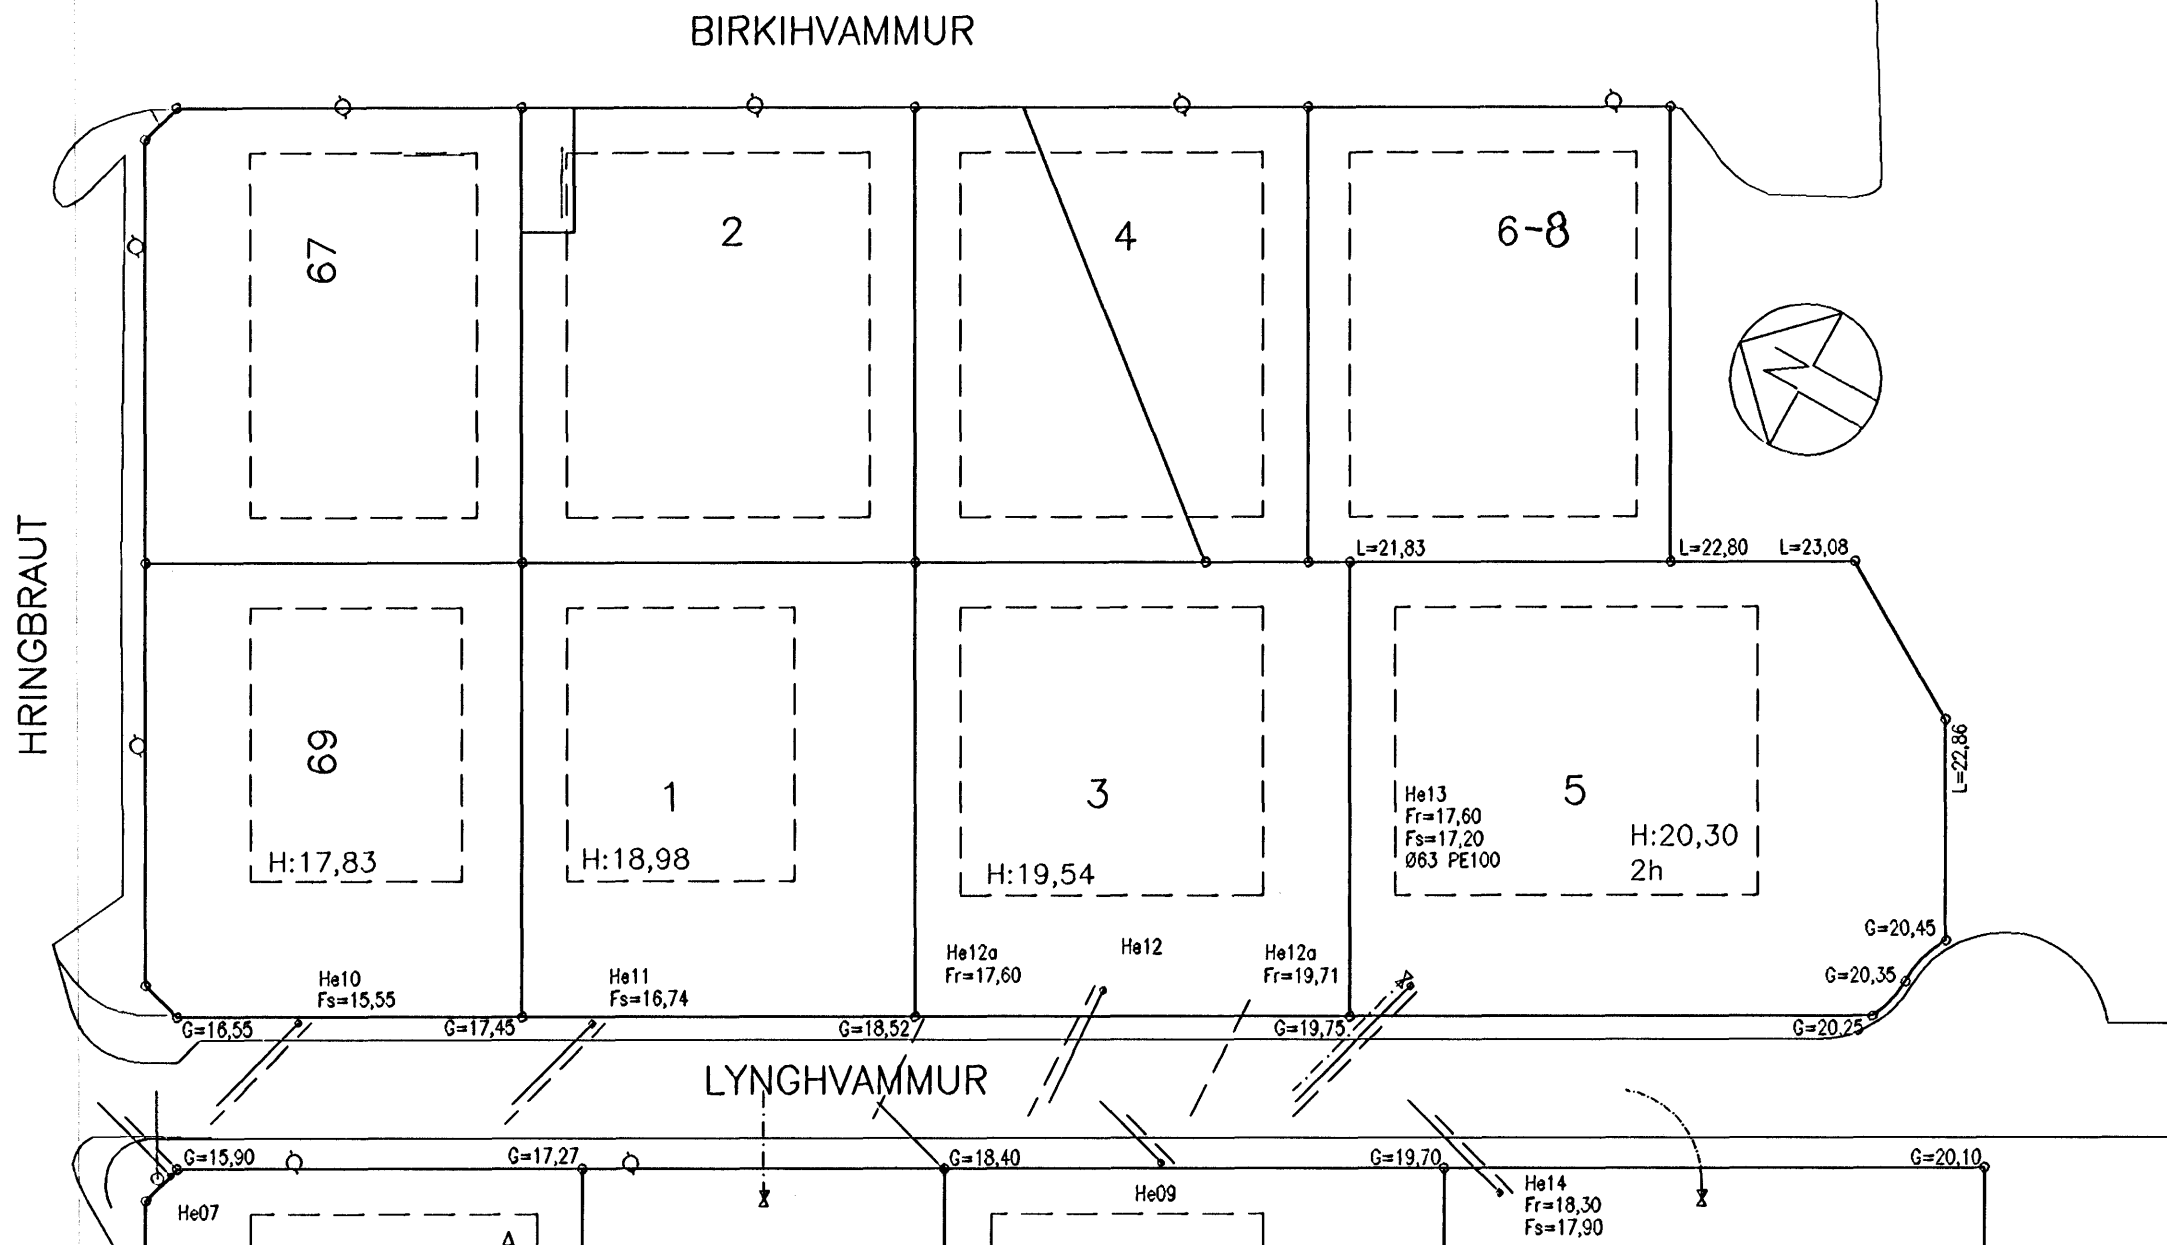 BIRKIHVAMMUR
67
2
4
6-8
HRINGBRAUT
L=21,83
L=22,80
L=23,08
L=22,86
69
1
3
5
H:17,83
H:18,98
H:19,54
He13
Fr=17,60
Fs=17,20
Ø63 PE100
H:20,30
2h
G=20,45
G=20,35
G=20,25
He10
Fs=15,55
He11
Fs=16,74
He12a
Fr=17,60
He12
He12a
Fr=19,71
G=16,55
G=17,45
G=18,52
G=19,75
LYNGHVAMMUR
G=15,90
G=17,27
G=18,40
G=19,70
G=20,10
He07
He09
He14
Fr=18,30
Fs=17,90